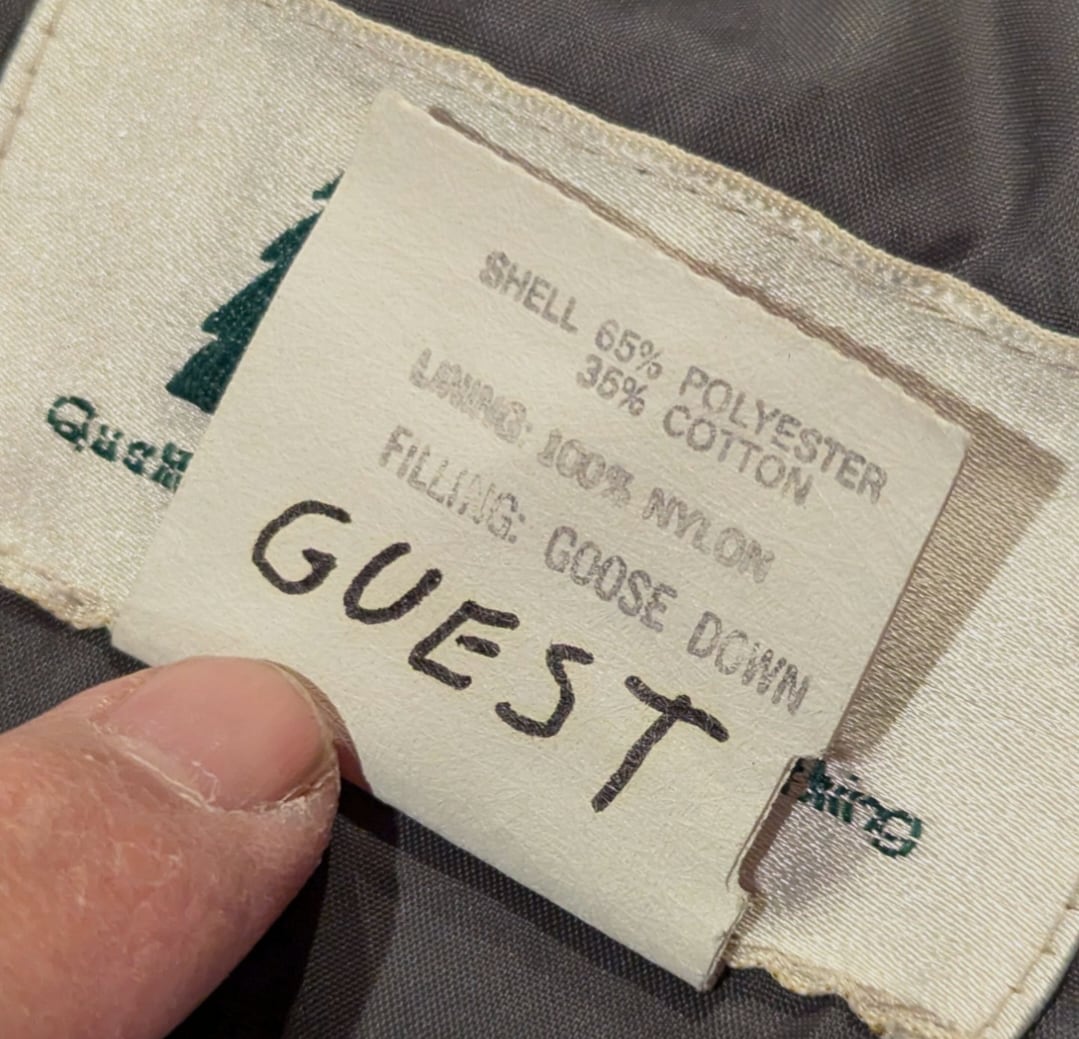 SHELL 65% POLYESTER
35% COTTON
LINING: 100% NYLON
FILLING: GOOSE DOWN
GUEST